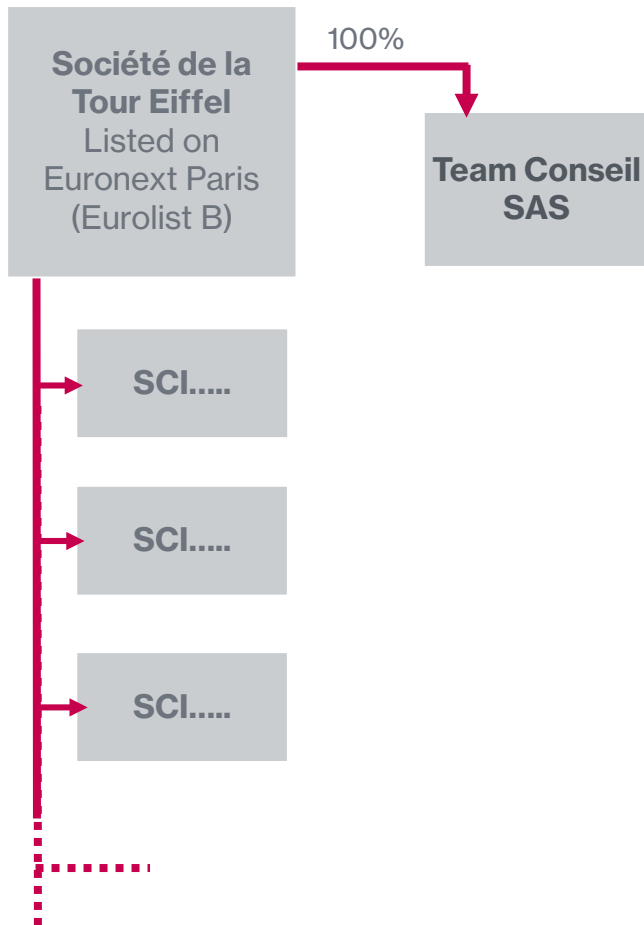 Société de la
Tour Eiffel
Listed on
Euronext Paris
(Eurolist B)
100%
Team Conseil
SAS
SCI.....
SCI.....
SCI.....